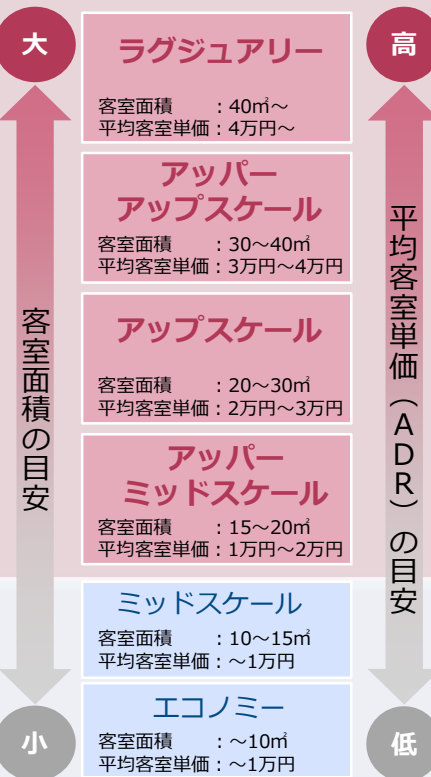 大
高
ラグジュアリー
客室面積　：40㎡～
平均客室単価：4万円～
アッパー
アップスケール
客室面積　：30～40㎡
平均客室単価：3万円～4万円
アップスケール
客室面積　：20～30㎡
平均客室単価：2万円～3万円
アッパー
ミッドスケール
客室面積　：15～20㎡
平均客室単価：1万円～2万円
ミッドスケール
客室面積　：10～15㎡
平均客室単価：～1万円
エコノミー
客室面積　：～10㎡
平均客室単価：～1万円
客室面積の目安
平均客室単価（ADR）の目安
小
低